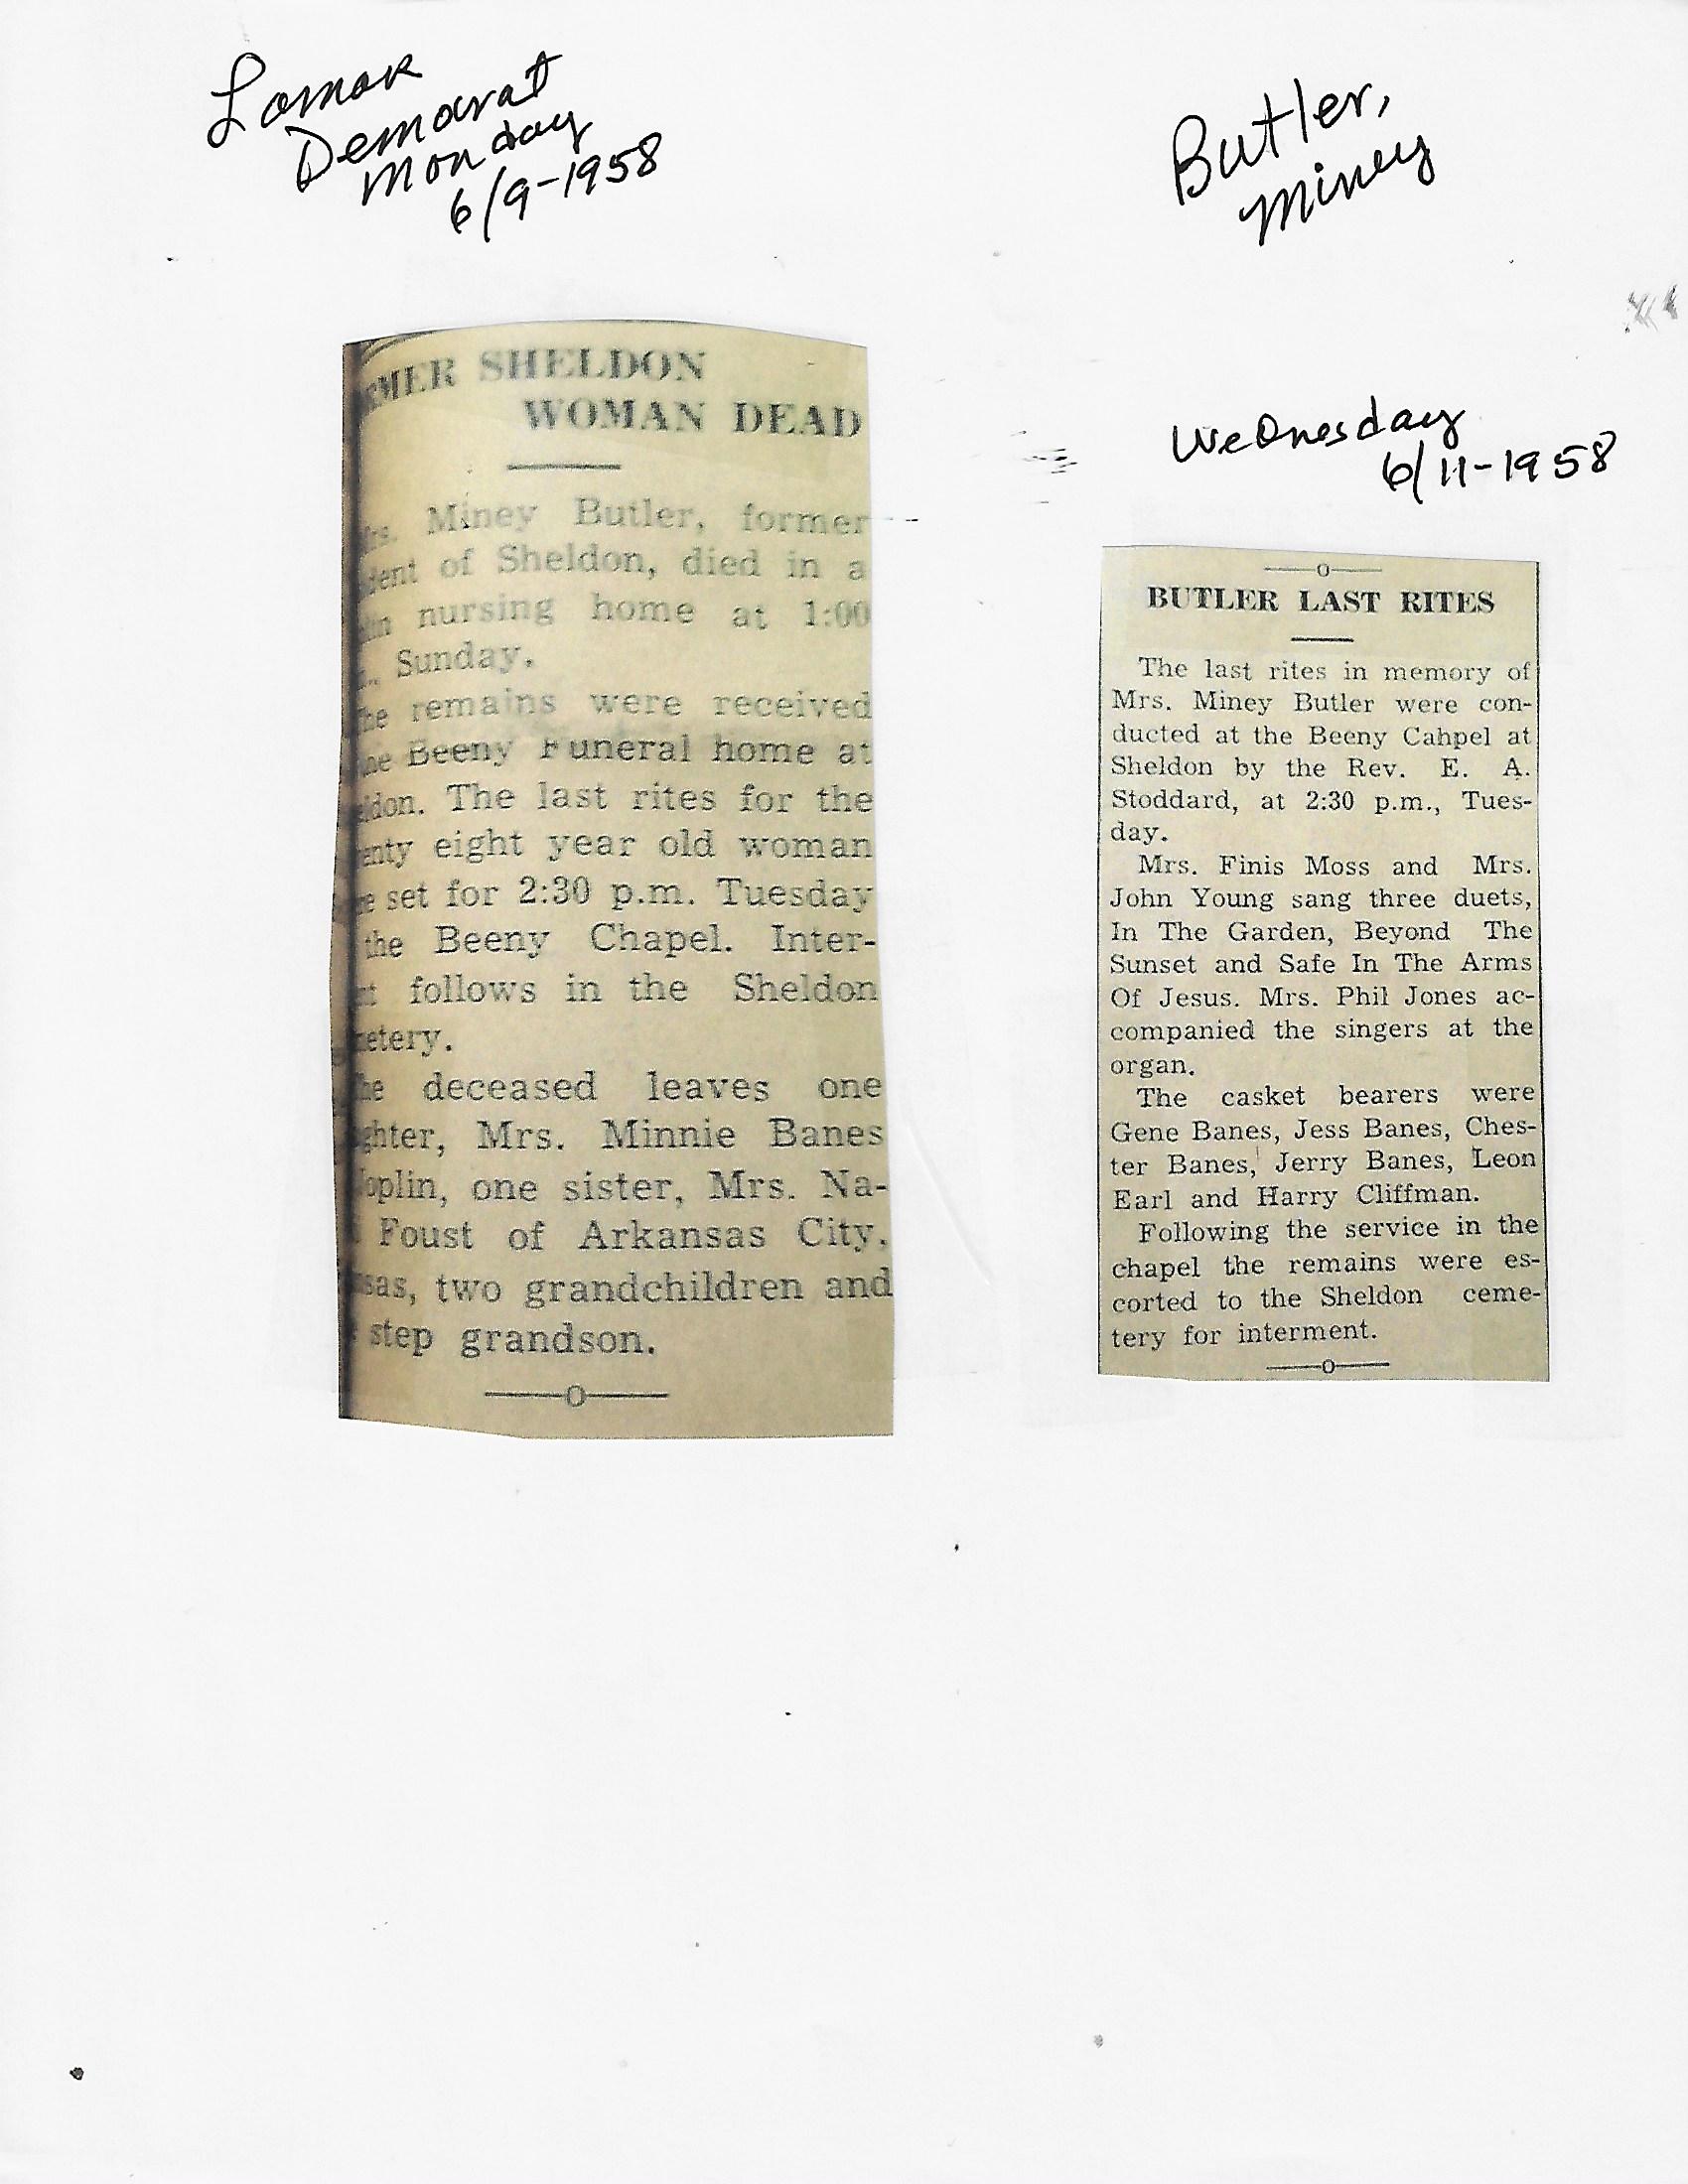 Lamar
Democrat
Monday
6/9-1958
Butler,
Miney
SHELDON
WOMAN DEAD
Miney Butler, former
of Sheldon, died in a
nursing home at 1:00
Sunday.
remains were received
Beeny Funeral home at
The last rites for the
eight year old woman
set for 2:30 p.m. Tuesday
the Beeny Chapel. Inter-
follows in the Sheldon
etery.
deceased leaves one
ghter, Mrs. Minnie Banes
oplin, one sister, Mrs. Na-
Foust of Arkansas City,
sas, two grandchildren and
step grandson.
Wednesday
6/11-1958
BUTLER LAST RITES
The last rites in memory of
Mrs. Miney Butler were con-
ducted at the Beeny Cahpel at
Sheldon by the Rev. E. A.
Stoddard, at 2:30 p.m., Tues-
day.
Mrs. Finis Moss and Mrs.
John Young sang three duets,
In The Garden, Beyond The
Sunset and Safe In The Arms
Of Jesus. Mrs. Phil Jones ac-
companied the singers at the
organ.
The casket bearers were
Gene Banes, Jess Banes, Ches-
ter Banes, Jerry Banes, Leon
Earl and Harry Cliffman.
Following the service in the
chapel the remains were es-
corted to the Sheldon ceme-
tery for interment.